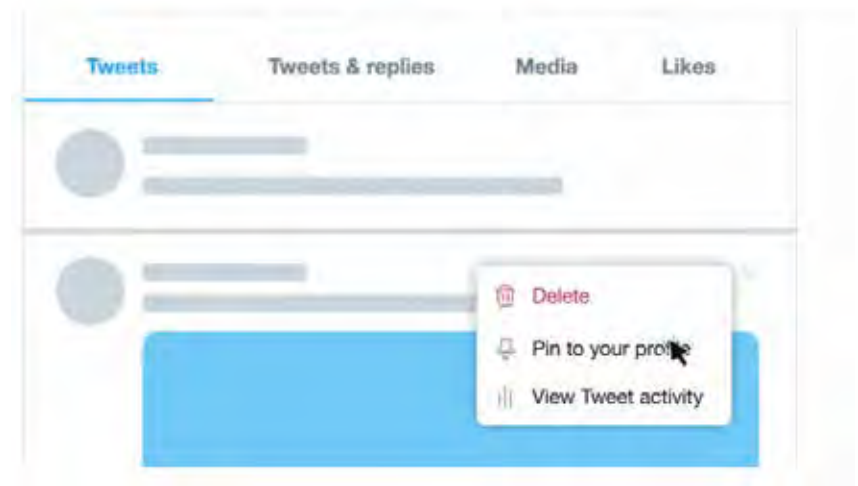 Tweets Tweets & replies Media Likes
Delete
Pin to your profile
View Tweet activity